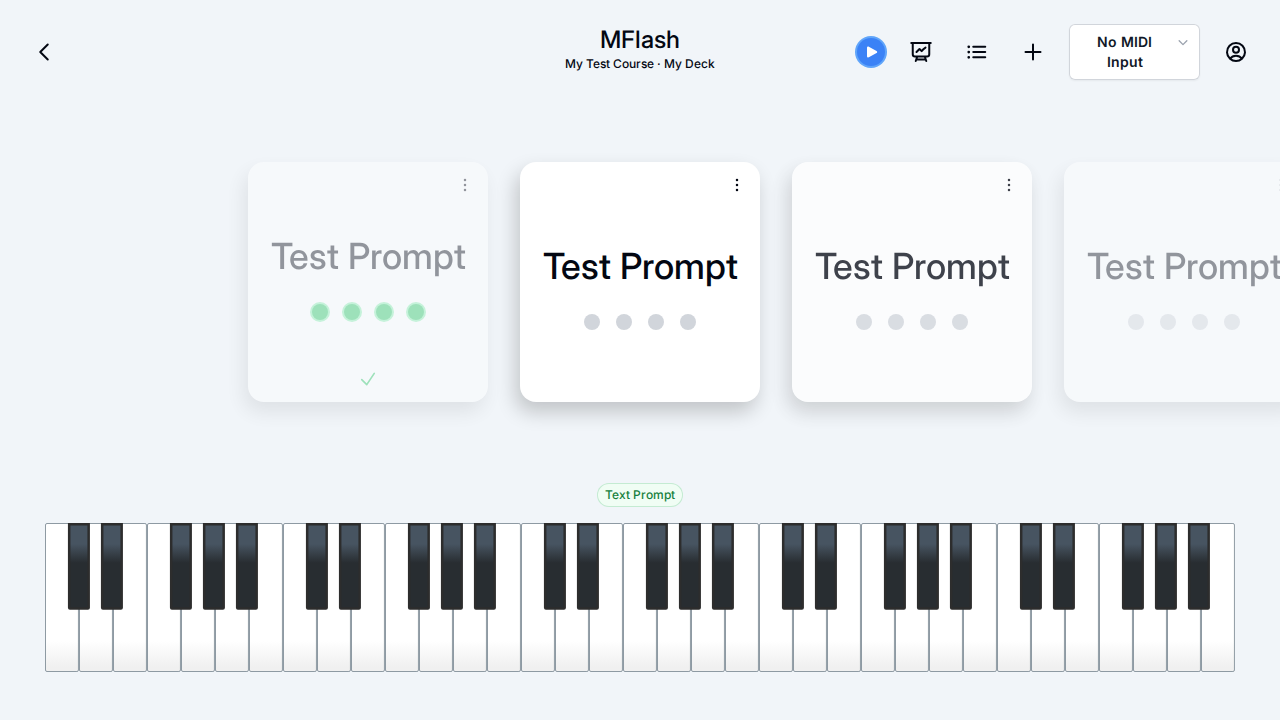 MFlash
My Test Course · My Deck
No MIDI
Input
Test Prompt
Test Prompt
Test Prompt
Test Prompt
Text Prompt